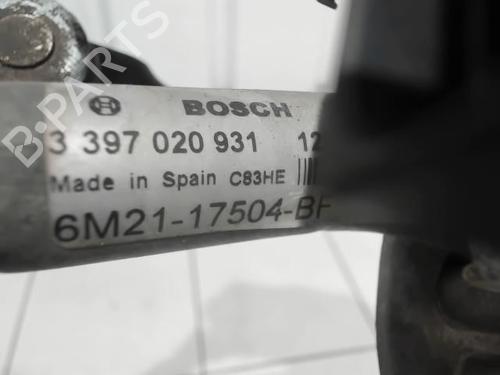 BOSCH
3 397 020 931 12
Made in Spain C83HE
6M21-17504-BF
B-PARTS